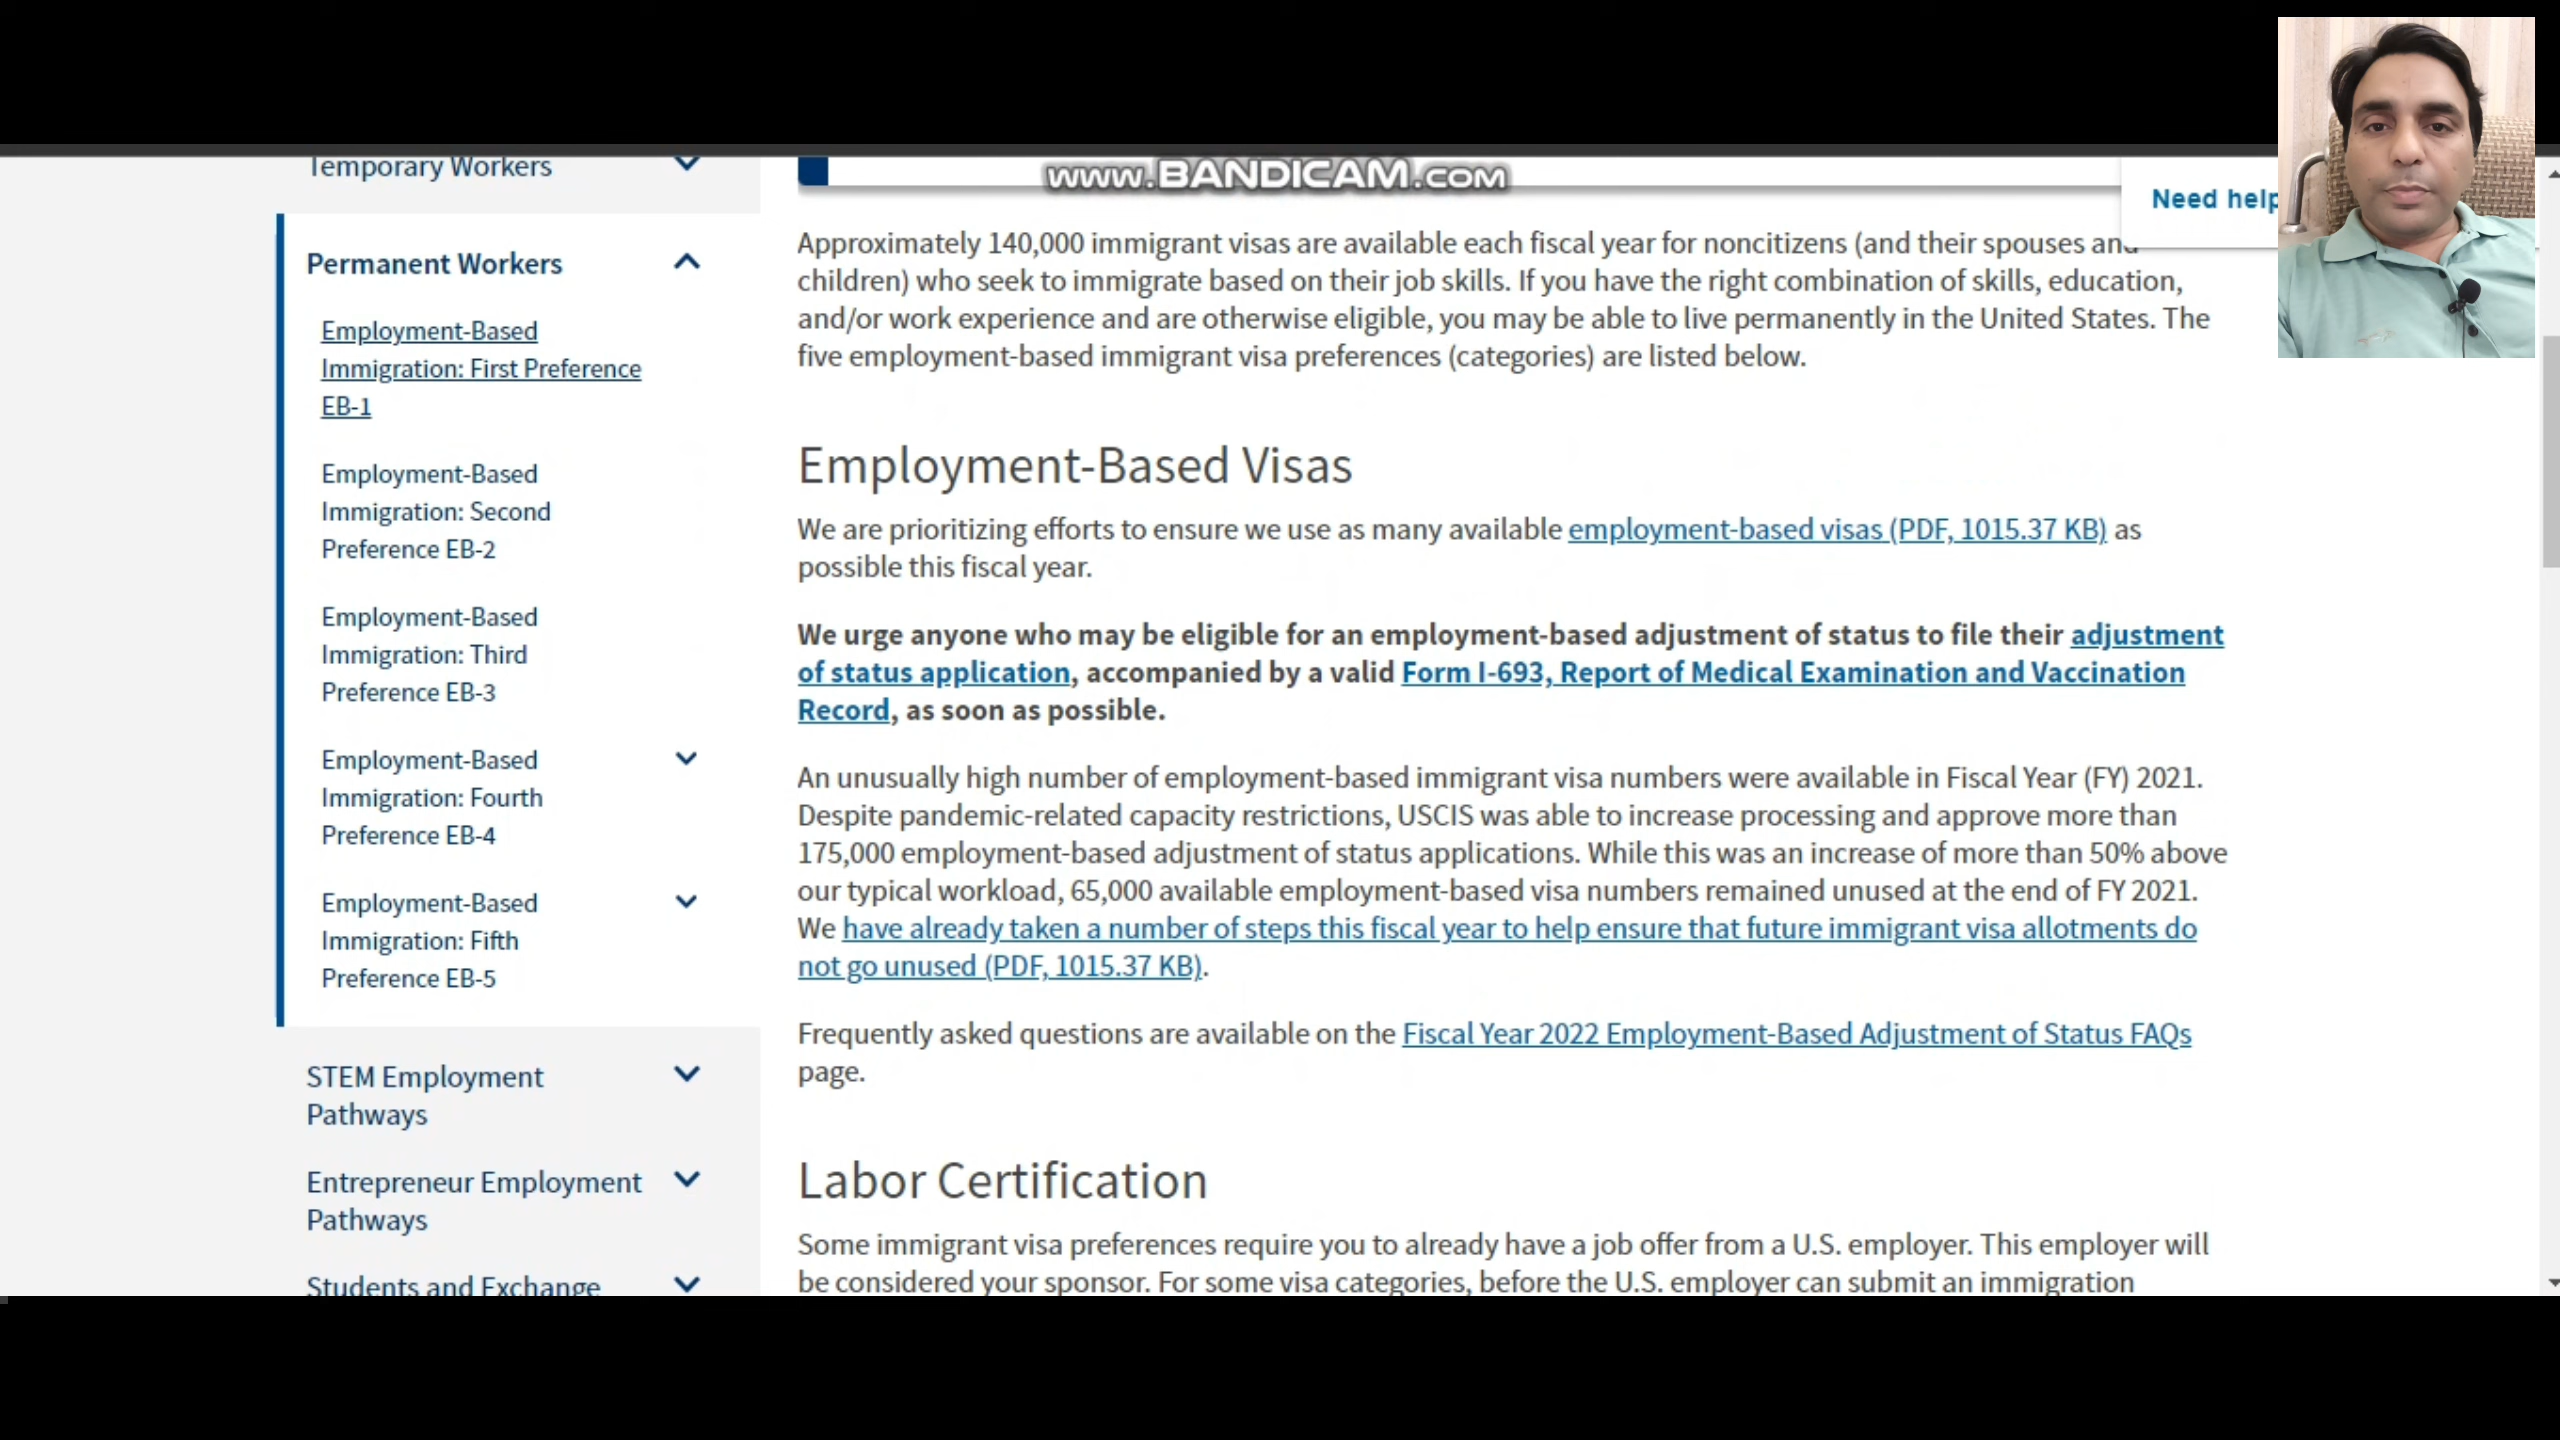 www.BANDICAM.com
Temporary Workers
Permanent Workers
Employment-Based
Immigration: First Preference
EB-1
Employment-Based
Immigration: Second
Preference EB-2
Employment-Based
Immigration: Third
Preference EB-3
Employment-Based
Immigration: Fourth
Preference EB-4
Employment-Based
Immigration: Fifth
Preference EB-5
STEM Employment
Pathways
Entrepreneur Employment
Pathways
Students and Exchange
Need help
Approximately 140,000 immigrant visas are available each fiscal year for noncitizens (and their spouses and
children) who seek to immigrate based on their job skills. If you have the right combination of skills, education,
and/or work experience and are otherwise eligible, you may be able to live permanently in the United States. The
five employment-based immigrant visa preferences (categories) are listed below.
Employment-Based Visas
We are prioritizing efforts to ensure we use as many available employment-based visas (PDF, 1015.37 KB) as
possible this fiscal year.
We urge anyone who may be eligible for an employment-based adjustment of status to file their adjustment
of status application, accompanied by a valid Form I-693, Report of Medical Examination and Vaccination
Record, as soon as possible.
An unusually high number of employment-based immigrant visa numbers were available in Fiscal Year (FY) 2021.
Despite pandemic-related capacity restrictions, USCIS was able to increase processing and approve more than
175,000 employment-based adjustment of status applications. While this was an increase of more than 50% above
our typical workload, 65,000 available employment-based visa numbers remained unused at the end of FY 2021.
We have already taken a number of steps this fiscal year to help ensure that future immigrant visa allotments do
not go unused (PDF, 1015.37 KB).
Frequently asked questions are available on the Fiscal Year 2022 Employment-Based Adjustment of Status FAQs
page.
Labor Certification
Some immigrant visa preferences require you to already have a job offer from a U.S. employer. This employer will
be considered your sponsor. For some visa categories, before the U.S. employer can submit an immigration